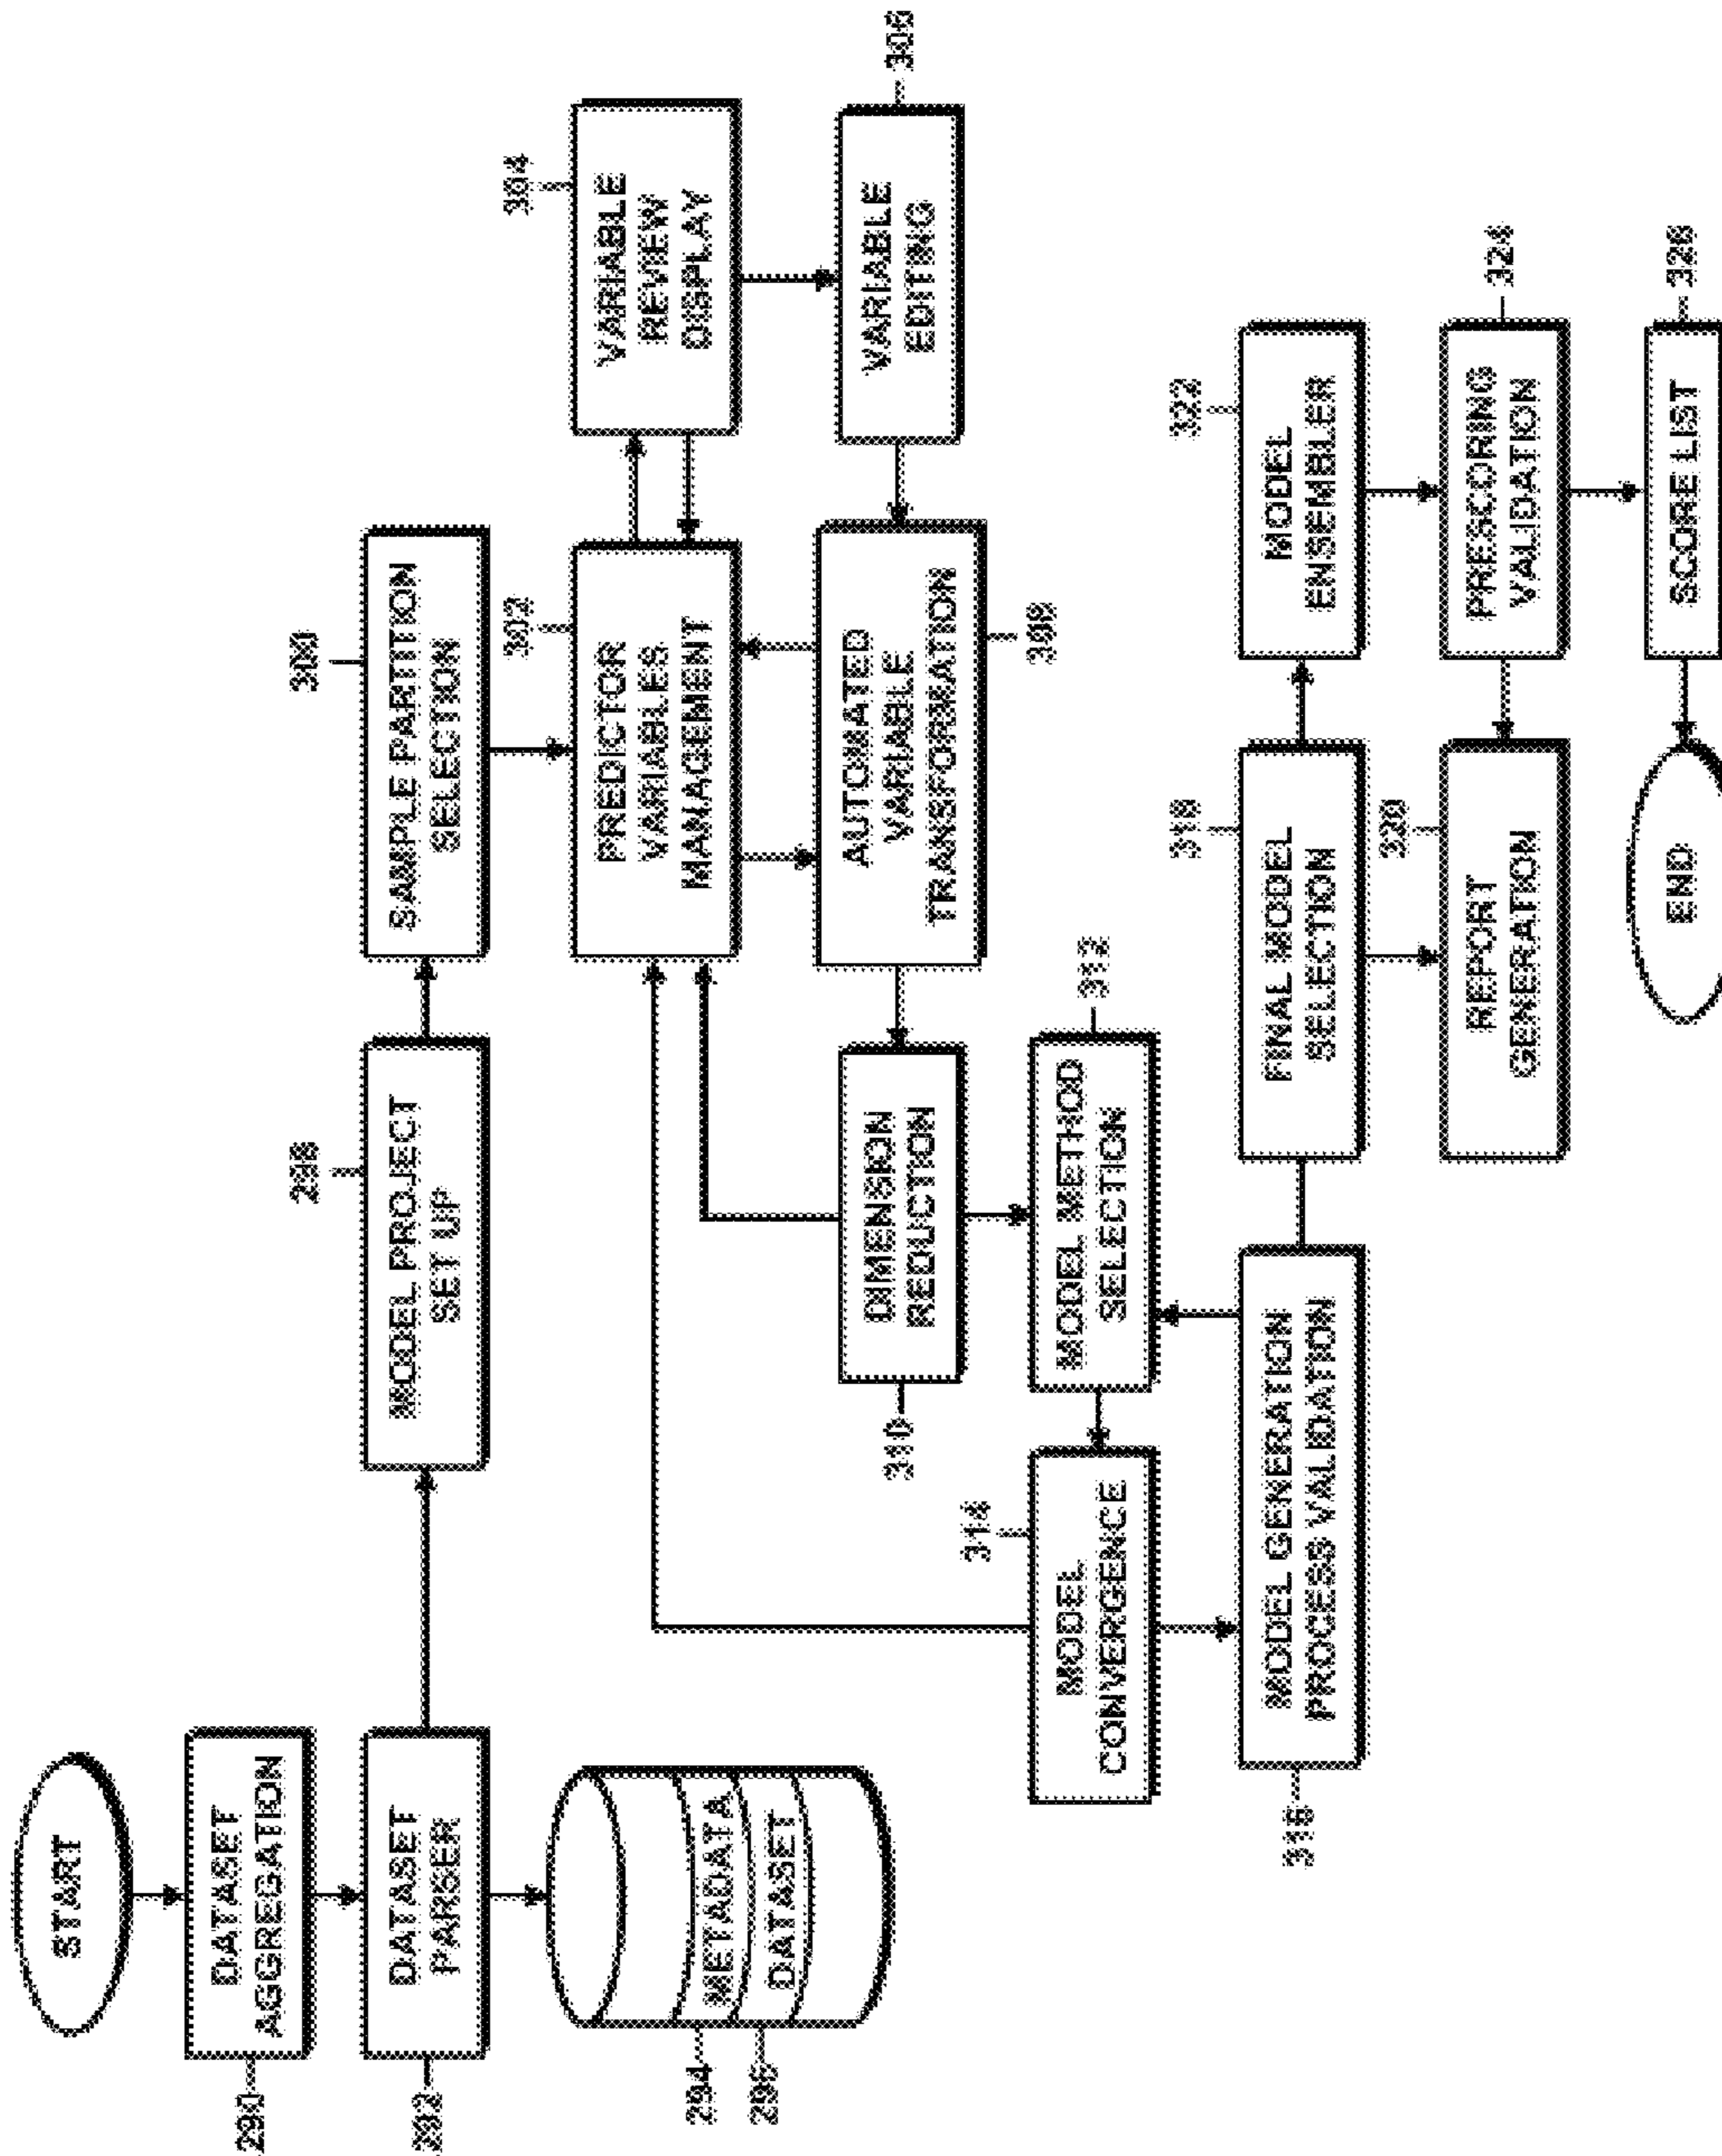 START
290
DATASET
AGGREGATION
292
DATASET
PARSER
294
METADATA
296
DATASET
298
MODEL PROJECT
SET UP
300
SAMPLE PARTITION
SELECTION
302
PREDICTOR
VARIABLES
MANAGEMENT
304
VARIABLE
REVIEW
DISPLAY
306
VARIABLE
EDITING
308
AUTOMATED
VARIABLE
TRANSFORMATION
310
DIMENSION
REDUCTION
312
MODEL METHOD
SELECTION
314
MODEL
CONVERGENCE
316
MODEL GENERATION
PROCESS VALIDATION
318
FINAL MODEL
SELECTION
320
REPORT
GENERATION
322
MODEL
ENSEMBLER
324
PRESCORING
VALIDATION
326
SCORE LIST
END